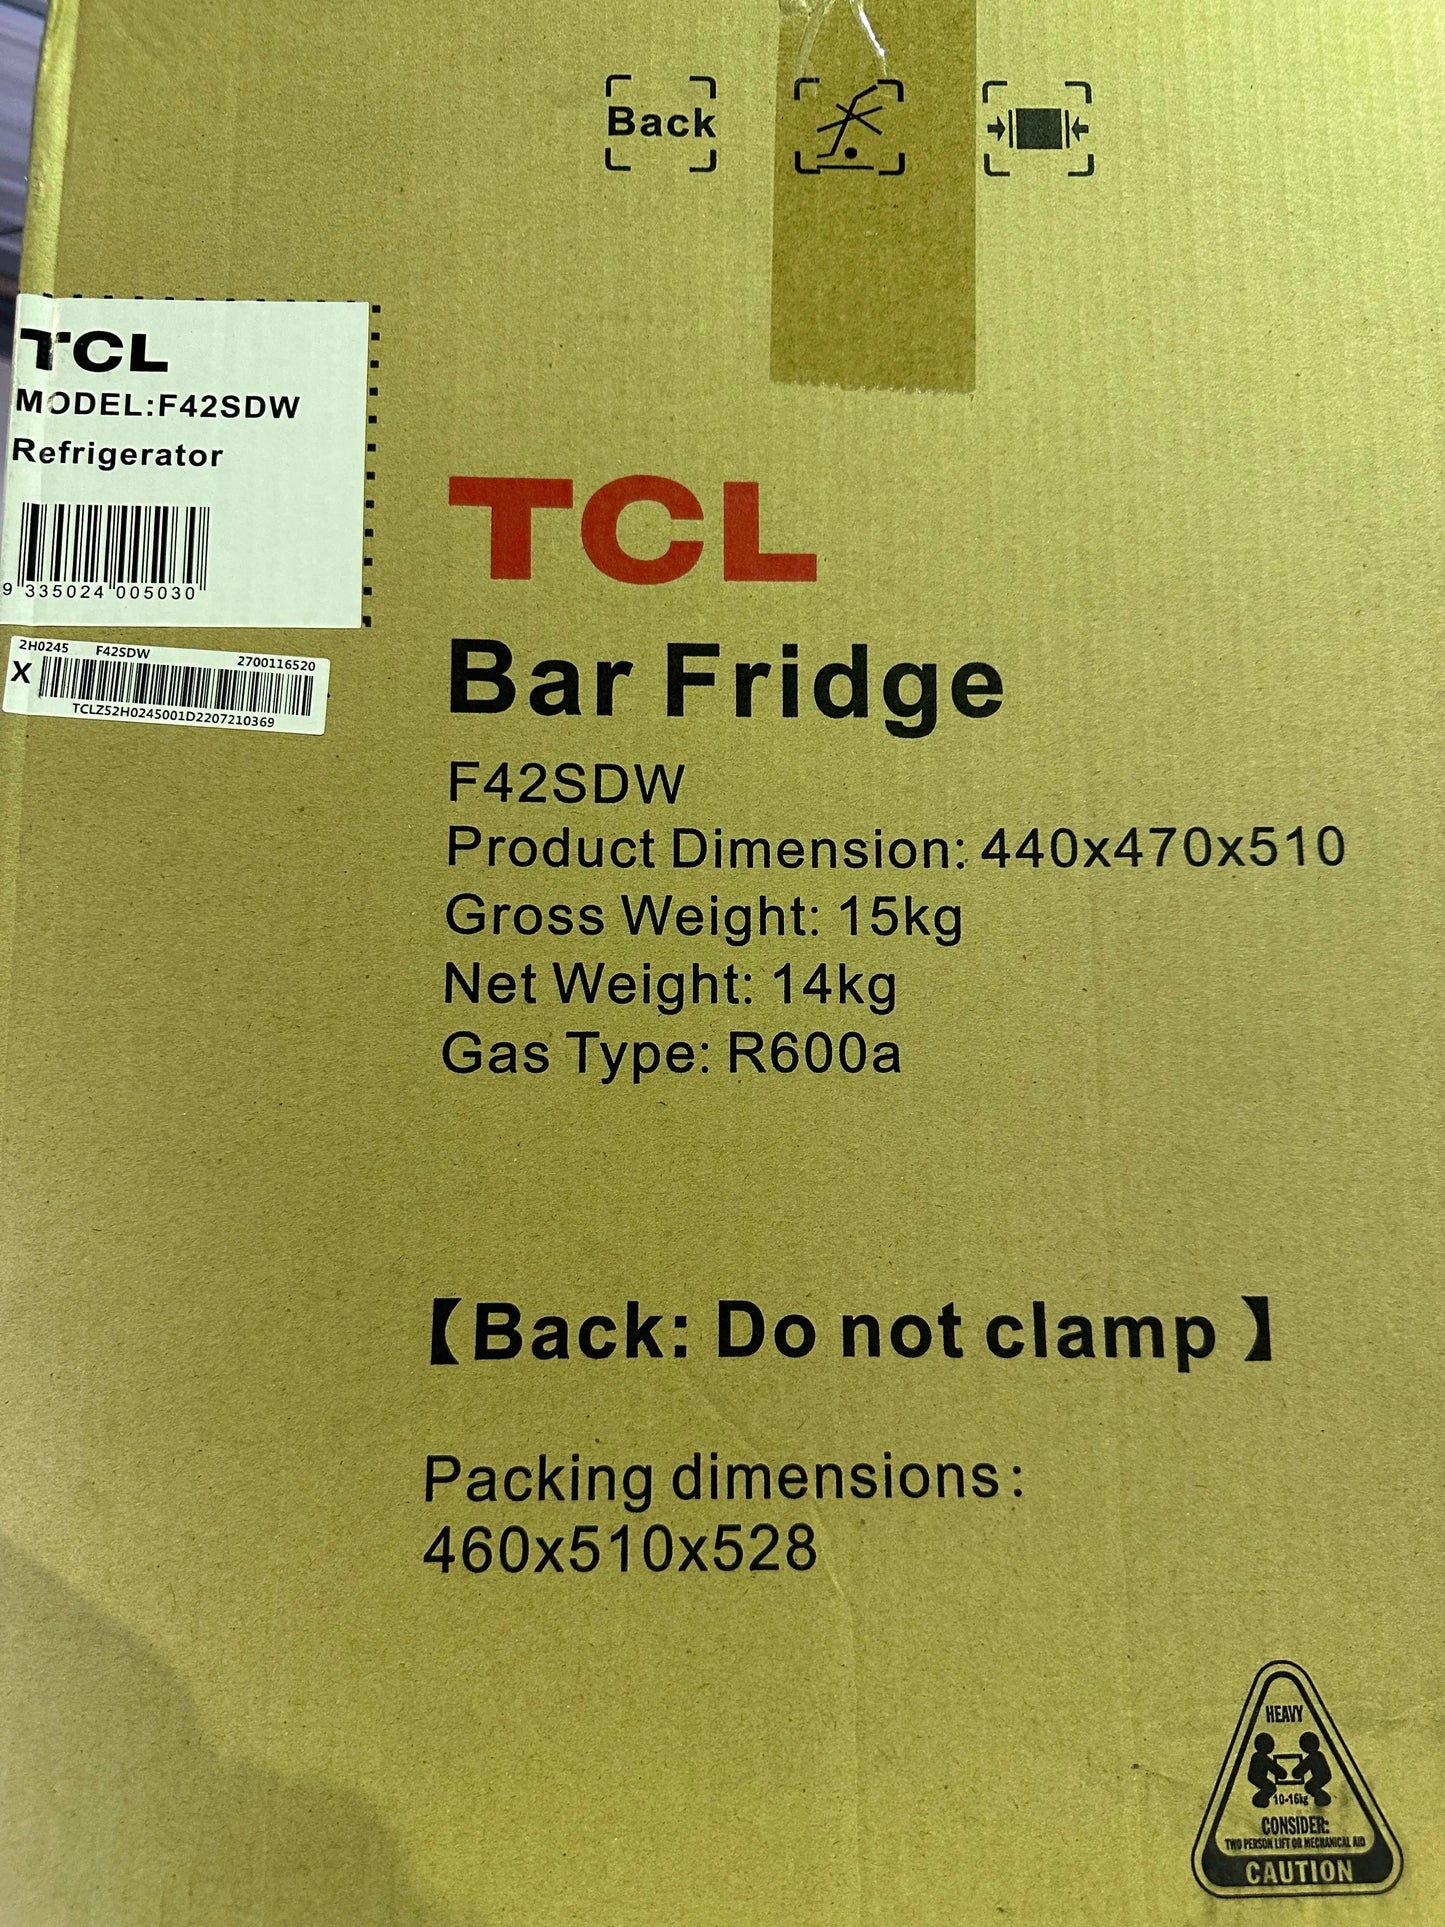 Back
TCL
MODEL:F42SDW
Refrigerator
9 335024 005030
2H0245 F42SDW 2700116520
X
TCLZ52H0245001D2207210369
TCL
Bar Fridge
F42SDW
Product Dimension: 440x470x510
Gross Weight: 15kg
Net Weight: 14kg
Gas Type: R600a
【Back: Do not clamp 】
Packing dimensions:
460x510x528
HEAVY
10-16kg
CONSIDER:
TWO PERSON LIFT OR MECHANICAL AID
CAUTION